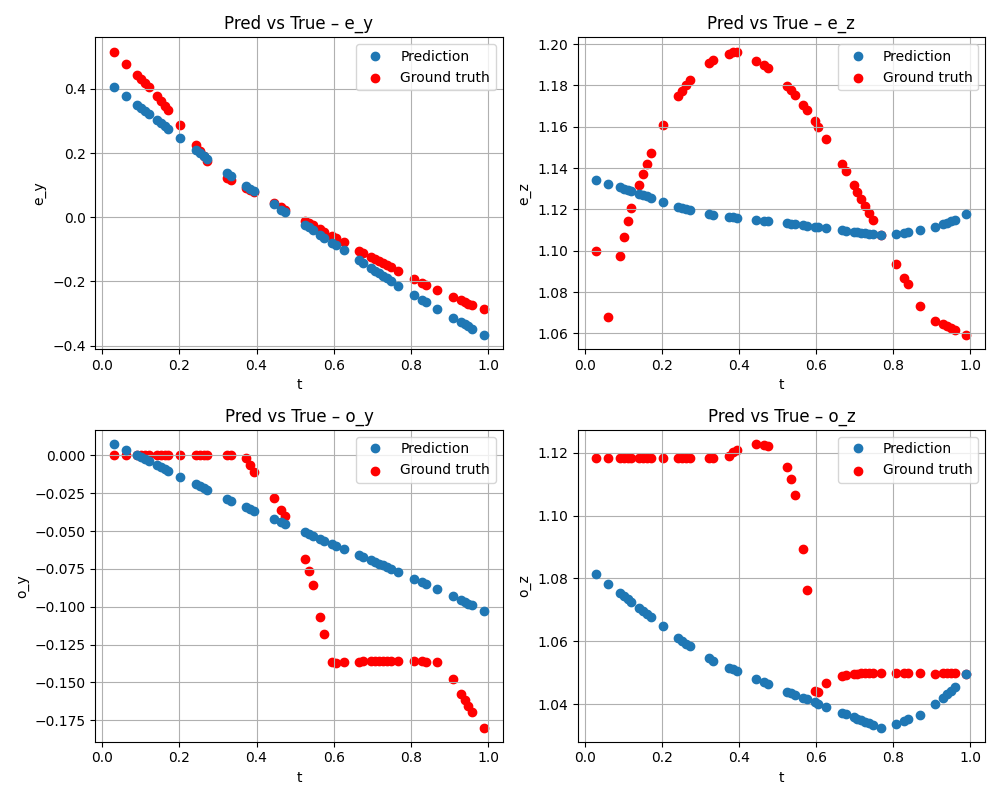 Pred vs True – e_y
Prediction
Ground truth
e_y
0.4
0.2
0.0
−0.2
−0.4
0.0 0.2 0.4 0.6 0.8 1.0
t
Pred vs True – e_z
Prediction
Ground truth
e_z
1.20
1.18
1.16
1.14
1.12
1.10
1.08
1.06
0.0 0.2 0.4 0.6 0.8 1.0
t
Pred vs True – o_y
Prediction
Ground truth
o_y
0.000
−0.025
−0.050
−0.075
−0.100
−0.125
−0.150
−0.175
0.0 0.2 0.4 0.6 0.8 1.0
t
Pred vs True – o_z
Prediction
Ground truth
o_z
1.12
1.10
1.08
1.06
1.04
0.0 0.2 0.4 0.6 0.8 1.0
t